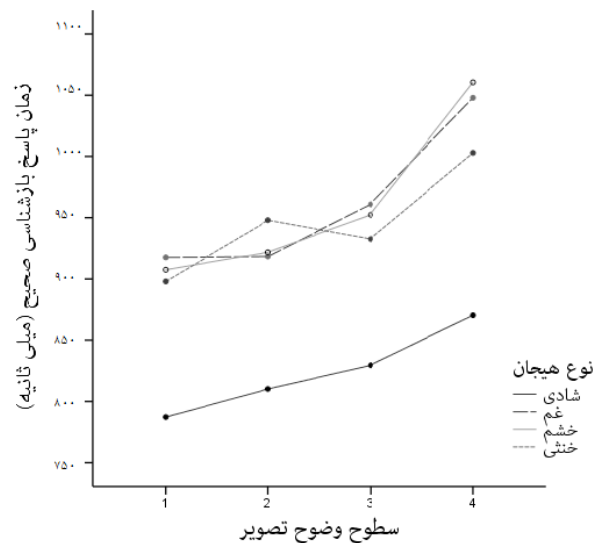 زمان پاسخ بازشناسی صحیح (میلی ثانیه)
۱۱۰۰
۱۰۵۰
۱۰۰۰
۹۵۰
۹۰۰
۸۵۰
۸۰۰
۷۵۰
1 2 3 4
سطوح وضوح تصویر
نوع هیجان
شادی
غم
خشم
خنثی